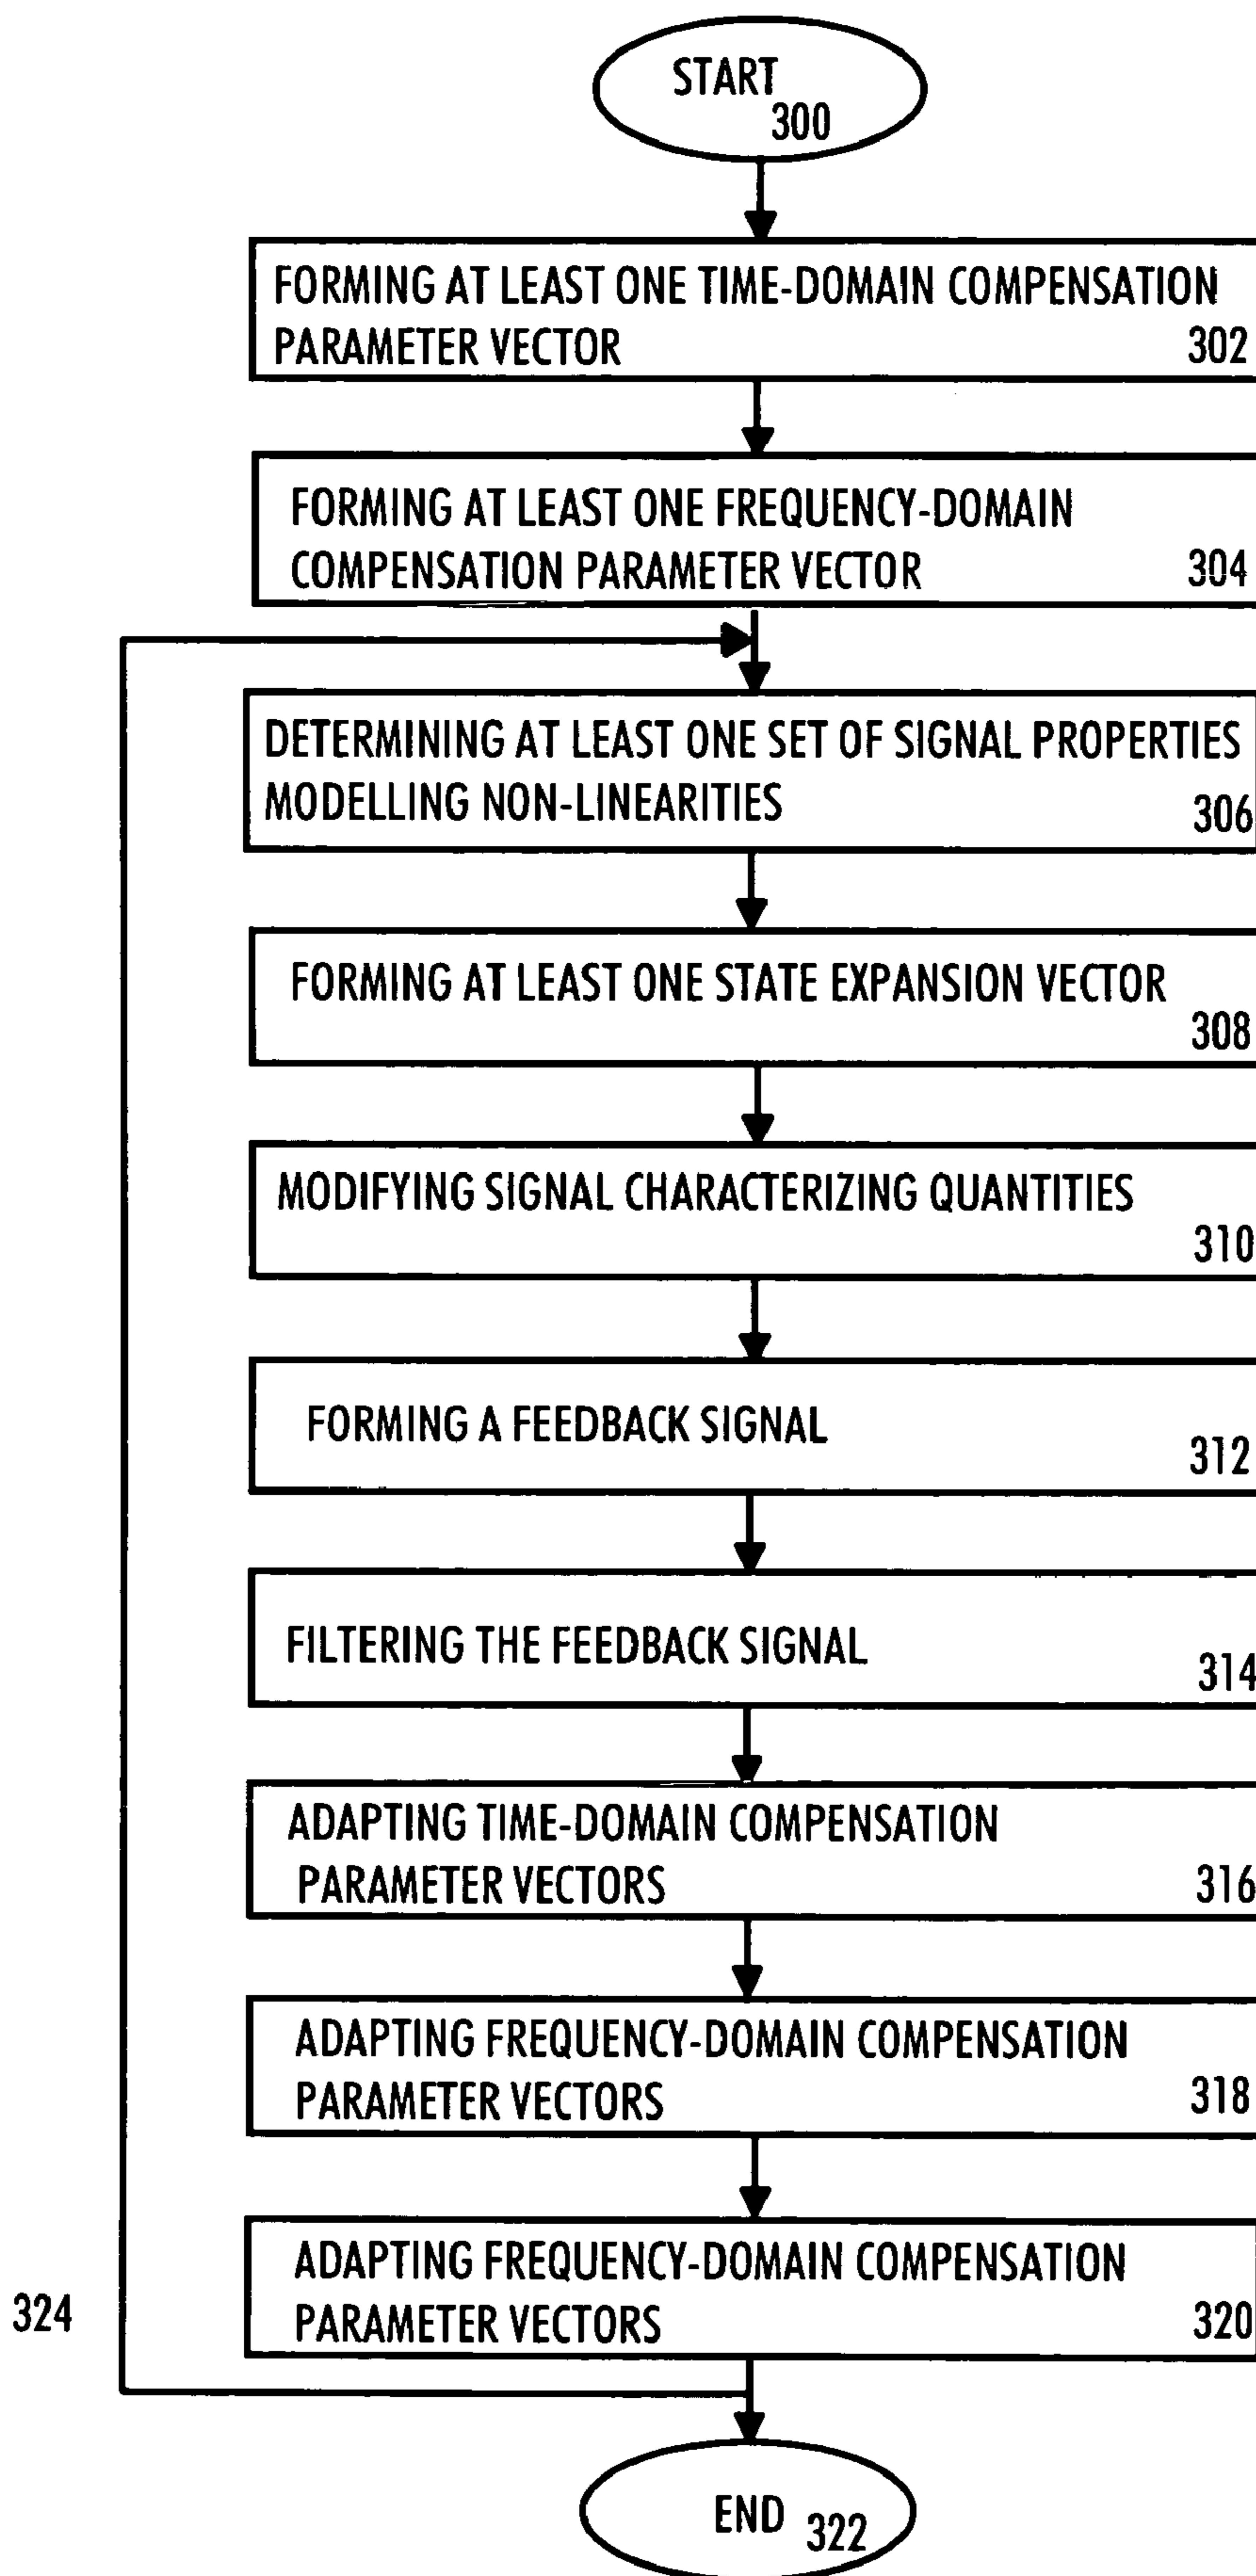 START
300
FORMING AT LEAST ONE TIME-DOMAIN COMPENSATION
PARAMETER VECTOR 302
FORMING AT LEAST ONE FREQUENCY-DOMAIN
COMPENSATION PARAMETER VECTOR 304
DETERMINING AT LEAST ONE SET OF SIGNAL PROPERTIES
MODELLING NON-LINEARITIES 306
FORMING AT LEAST ONE STATE EXPANSION VECTOR
308
MODIFYING SIGNAL CHARACTERIZING QUANTITIES
310
FORMING A FEEDBACK SIGNAL
312
FILTERING THE FEEDBACK SIGNAL
314
ADAPTING TIME-DOMAIN COMPENSATION
PARAMETER VECTORS 316
ADAPTING FREQUENCY-DOMAIN COMPENSATION
PARAMETER VECTORS 318
ADAPTING FREQUENCY-DOMAIN COMPENSATION
PARAMETER VECTORS 320
324
END 322